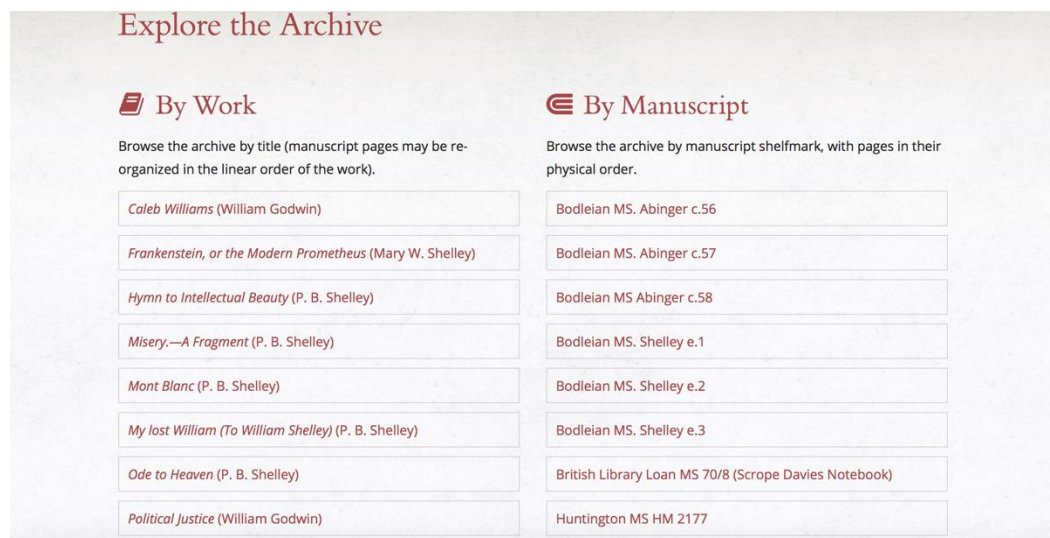 Explore the Archive
By Work
Browse the archive by title (manuscript pages may be re-
organized in the linear order of the work).
Caleb Williams (William Godwin)
Frankenstein, or the Modern Prometheus (Mary W. Shelley)
Hymn to Intellectual Beauty (P. B. Shelley)
Misery.—A Fragment (P. B. Shelley)
Mont Blanc (P. B. Shelley)
My lost William (To William Shelley) (P. B. Shelley)
Ode to Heaven (P. B. Shelley)
Political Justice (William Godwin)
By Manuscript
Browse the archive by manuscript shelfmark, with pages in their
physical order.
Bodleian MS. Abinger c.56
Bodleian MS. Abinger c.57
Bodleian MS Abinger c.58
Bodleian MS. Shelley e.1
Bodleian MS. Shelley e.2
Bodleian MS. Shelley e.3
British Library Loan MS 70/8 (Scrope Davies Notebook)
Huntington MS HM 2177